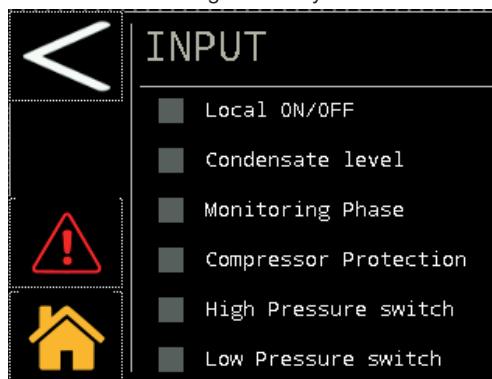 INPUT
Local ON/OFF
Condensate level
Monitoring Phase
Compressor Protection
High Pressure switch
Low Pressure switch